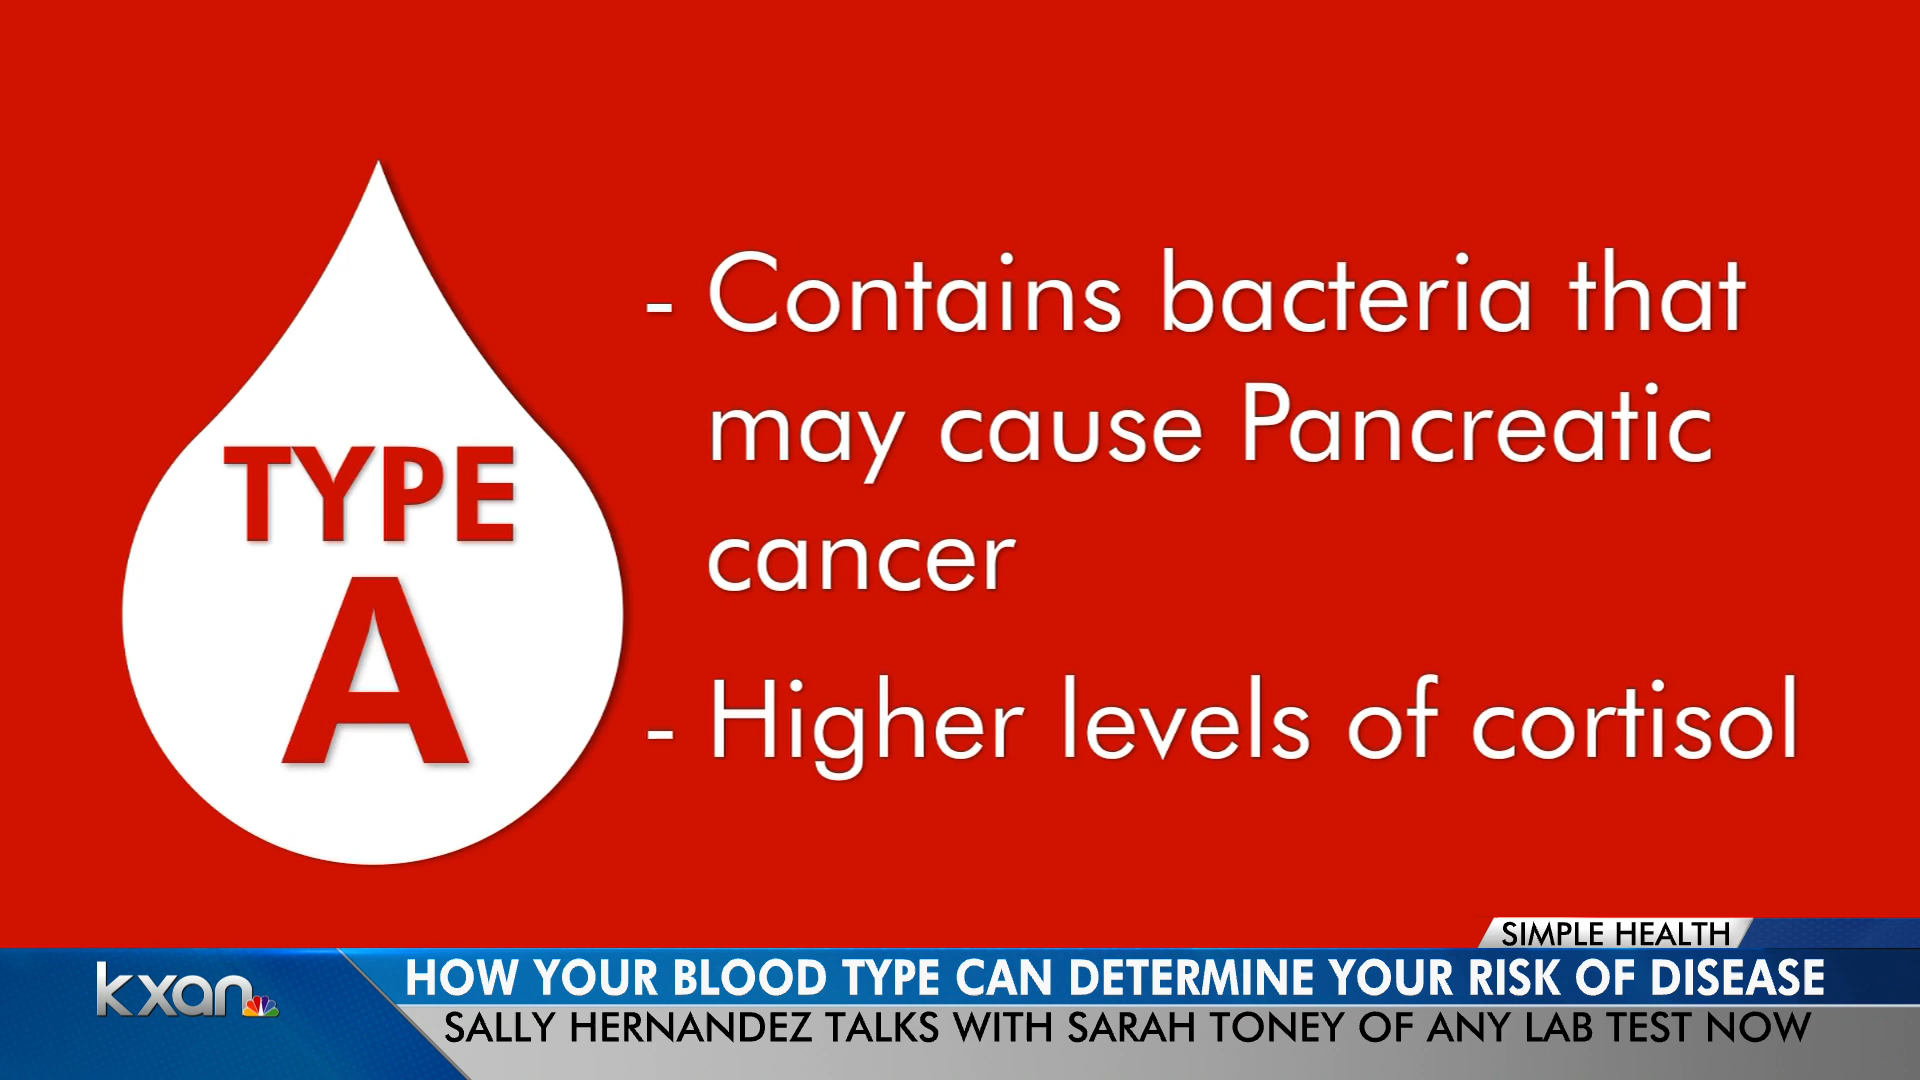 TYPE
A
- Contains bacteria that
may cause Pancreatic
cancer
- Higher levels of cortisol
SIMPLE HEALTH
kxan
HOW YOUR BLOOD TYPE CAN DETERMINE YOUR RISK OF DISEASE
SALLY HERNANDEZ TALKS WITH SARAH TONEY OF ANY LAB TEST NOW